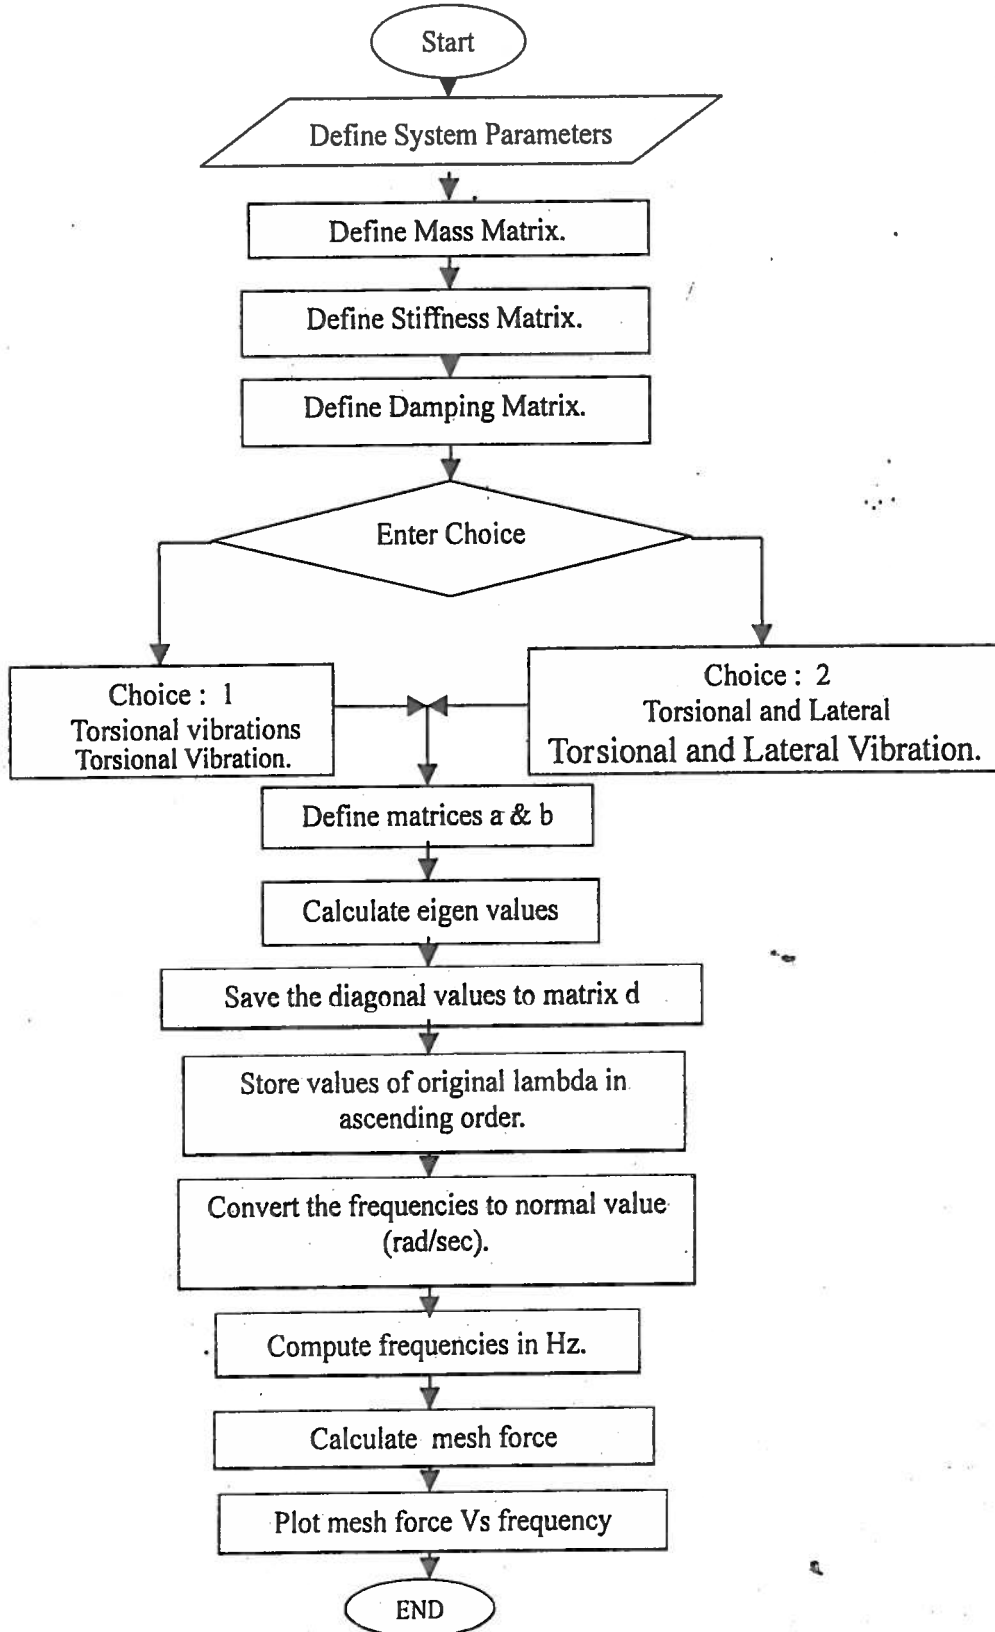 Start
Define System Parameters
Define Mass Matrix.
Define Stiffness Matrix.
Define Damping Matrix.
Enter Choice
Choice : 1
Torsional vibrations
Torsional Vibration.
Choice : 2
Torsional and Lateral
Torsional and Lateral Vibration.
Define matrices a & b
Calculate eigen values
Save the diagonal values to matrix d
Store values of original lambda in
ascending order.
Convert the frequencies to normal value
(rad/sec).
Compute frequencies in Hz.
Calculate mesh force
Plot mesh force Vs frequency
END